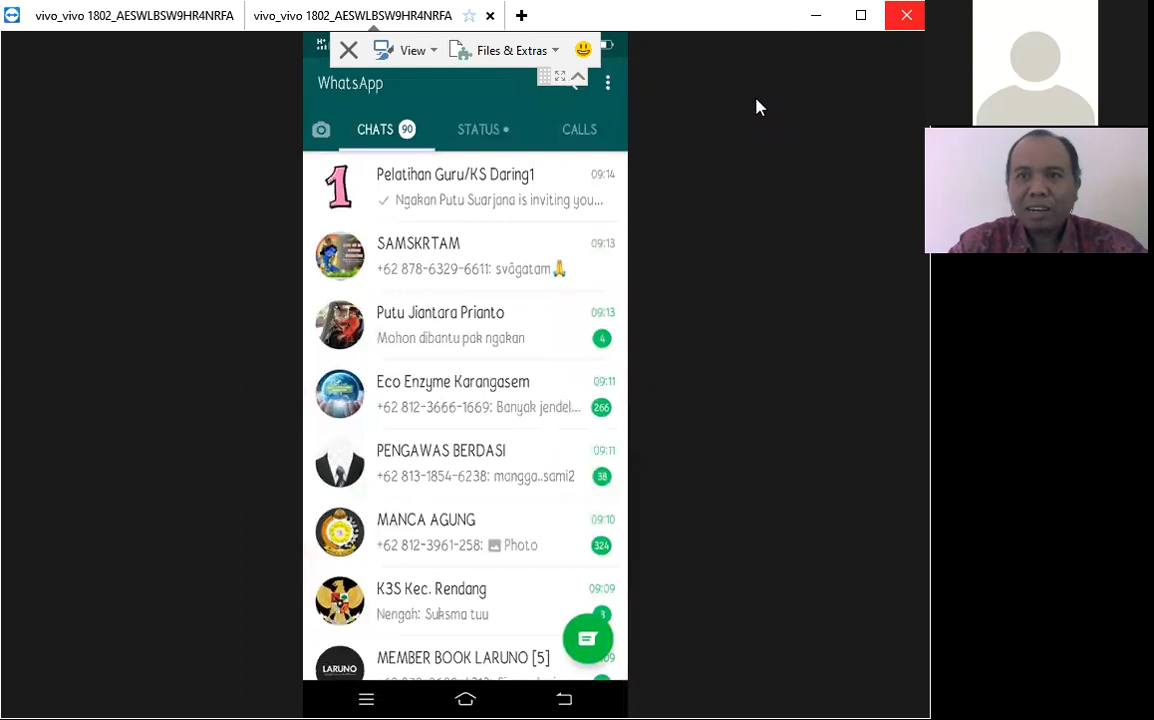 vivo_vivo 1802_AESWLBSW9HR4NRFA
vivo_vivo 1802_AESWLBSW9HR4NRFA
View
Files & Extras
WhatsApp
CHATS 90
STATUS
CALLS
1
Pelatihan Guru/KS Daring1
09:14
Ngakan Putu Suarjana is inviting you...
SAMSKRTAM
09:13
+62 878-6329-6611: svāgatam🙏
Putu Jiantara Prianto
09:13
Mohon dibantu pak ngakan
4
Eco Enzyme Karangasem
09:11
+62 812-3666-1669: Banyak jendel...
266
PENGAWAS BERDASI
09:11
+62 813-1854-6238: mangga..sami2
38
MANCA AGUNG
09:10
+62 812-3961-258: Photo
324
K3S Kec. Rendang
09:09
Nengah: Suksma tuu
3
LARUNO
MEMBER BOOK LARUNO [5]